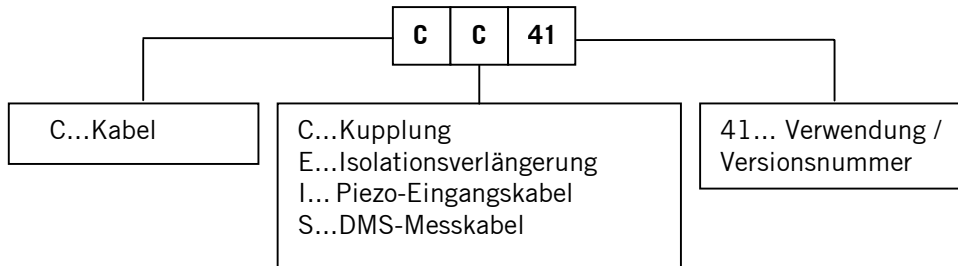 C C 41
C...Kabel
C...Kupplung
E...Isolationsverlängerung
I... Piezo-Eingangskabel
S...DMS-Messkabel
41... Verwendung /
Versionsnummer